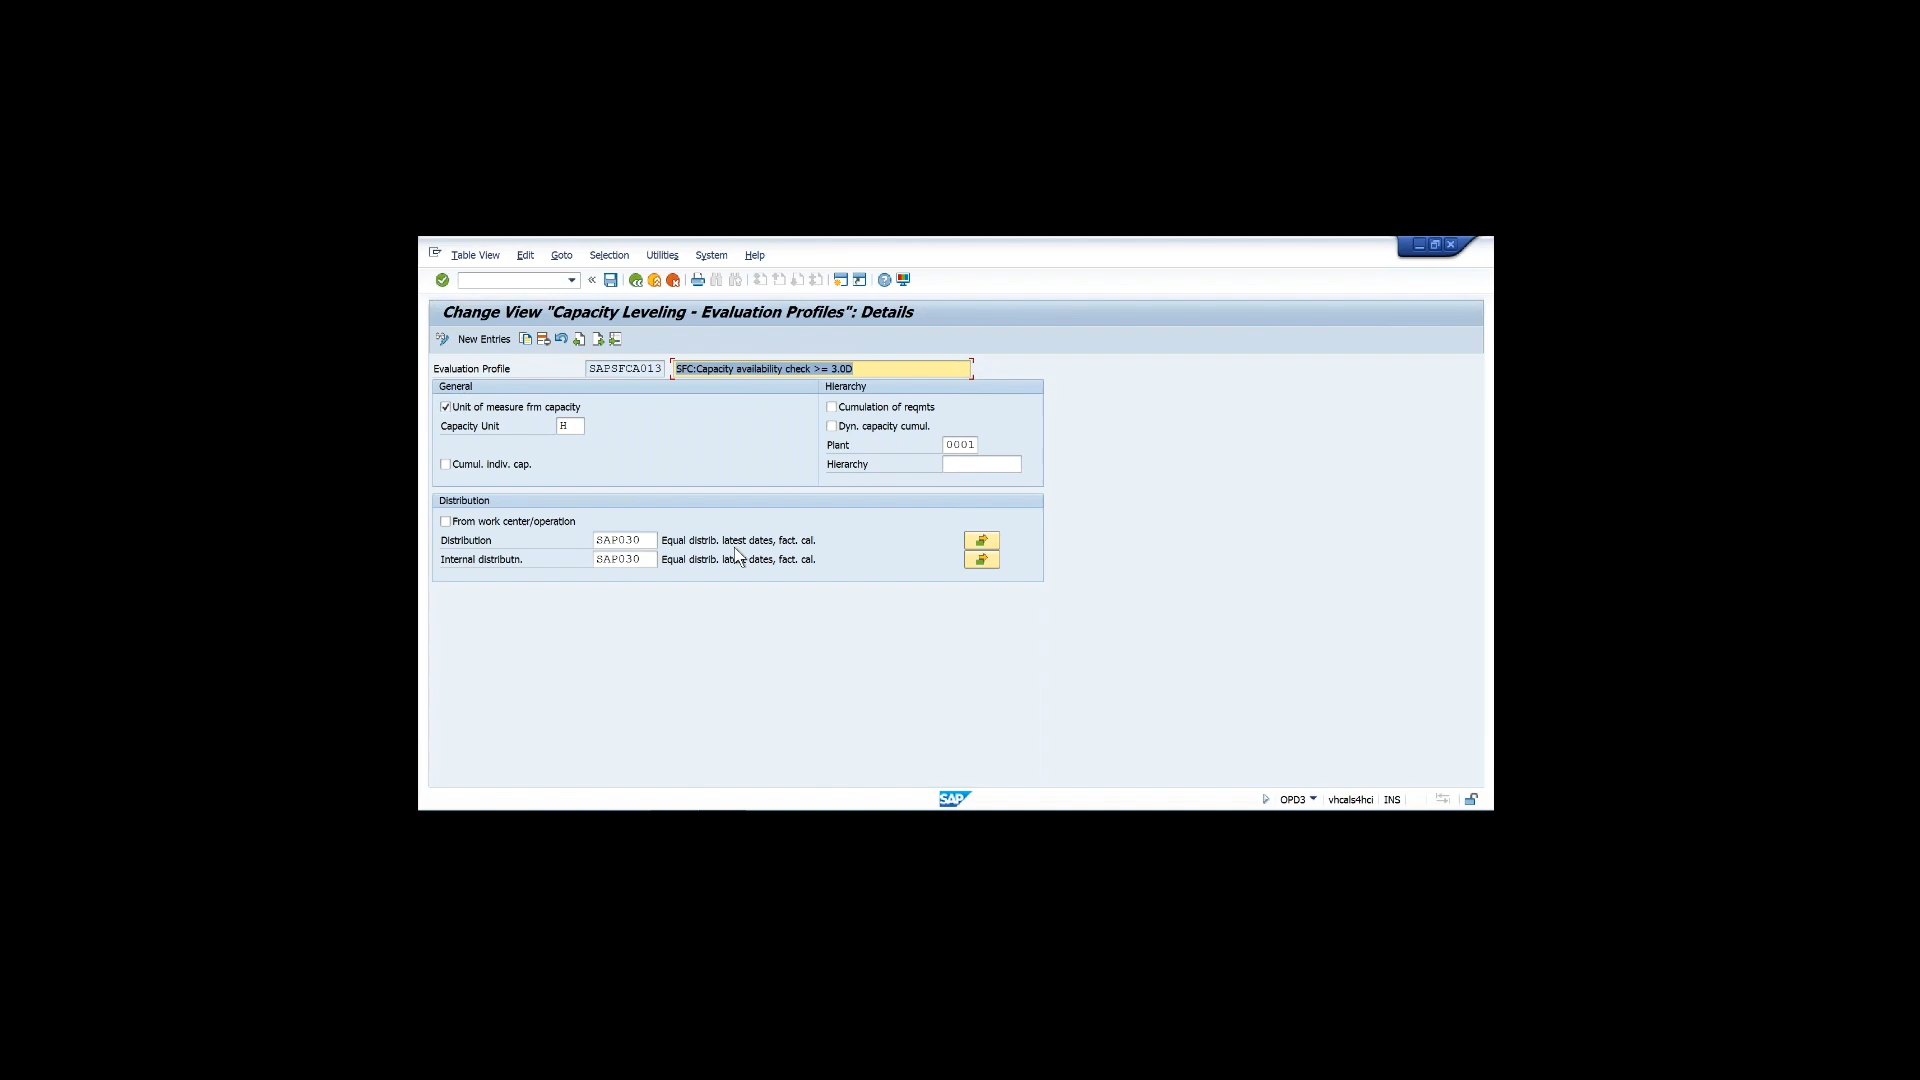 Table View Edit Goto Selection Utilities System Help
Change View "Capacity Leveling - Evaluation Profiles": Details
New Entries
Evaluation Profile SAPSFCA013 SFC:Capacity availability check >= 3.0D
General Hierarchy
Unit of measure frm capacity Cumulation of reqmts
Capacity Unit H Dyn. capacity cumul.
Plant 0001
Cumul. indiv. cap. Hierarchy
Distribution
From work center/operation
Distribution SAP030 Equal distrib. latest dates, fact. cal.
Internal distributn. SAP030 Equal distrib. latest dates, fact. cal.
SAP OPD3 vhcals4hci INS